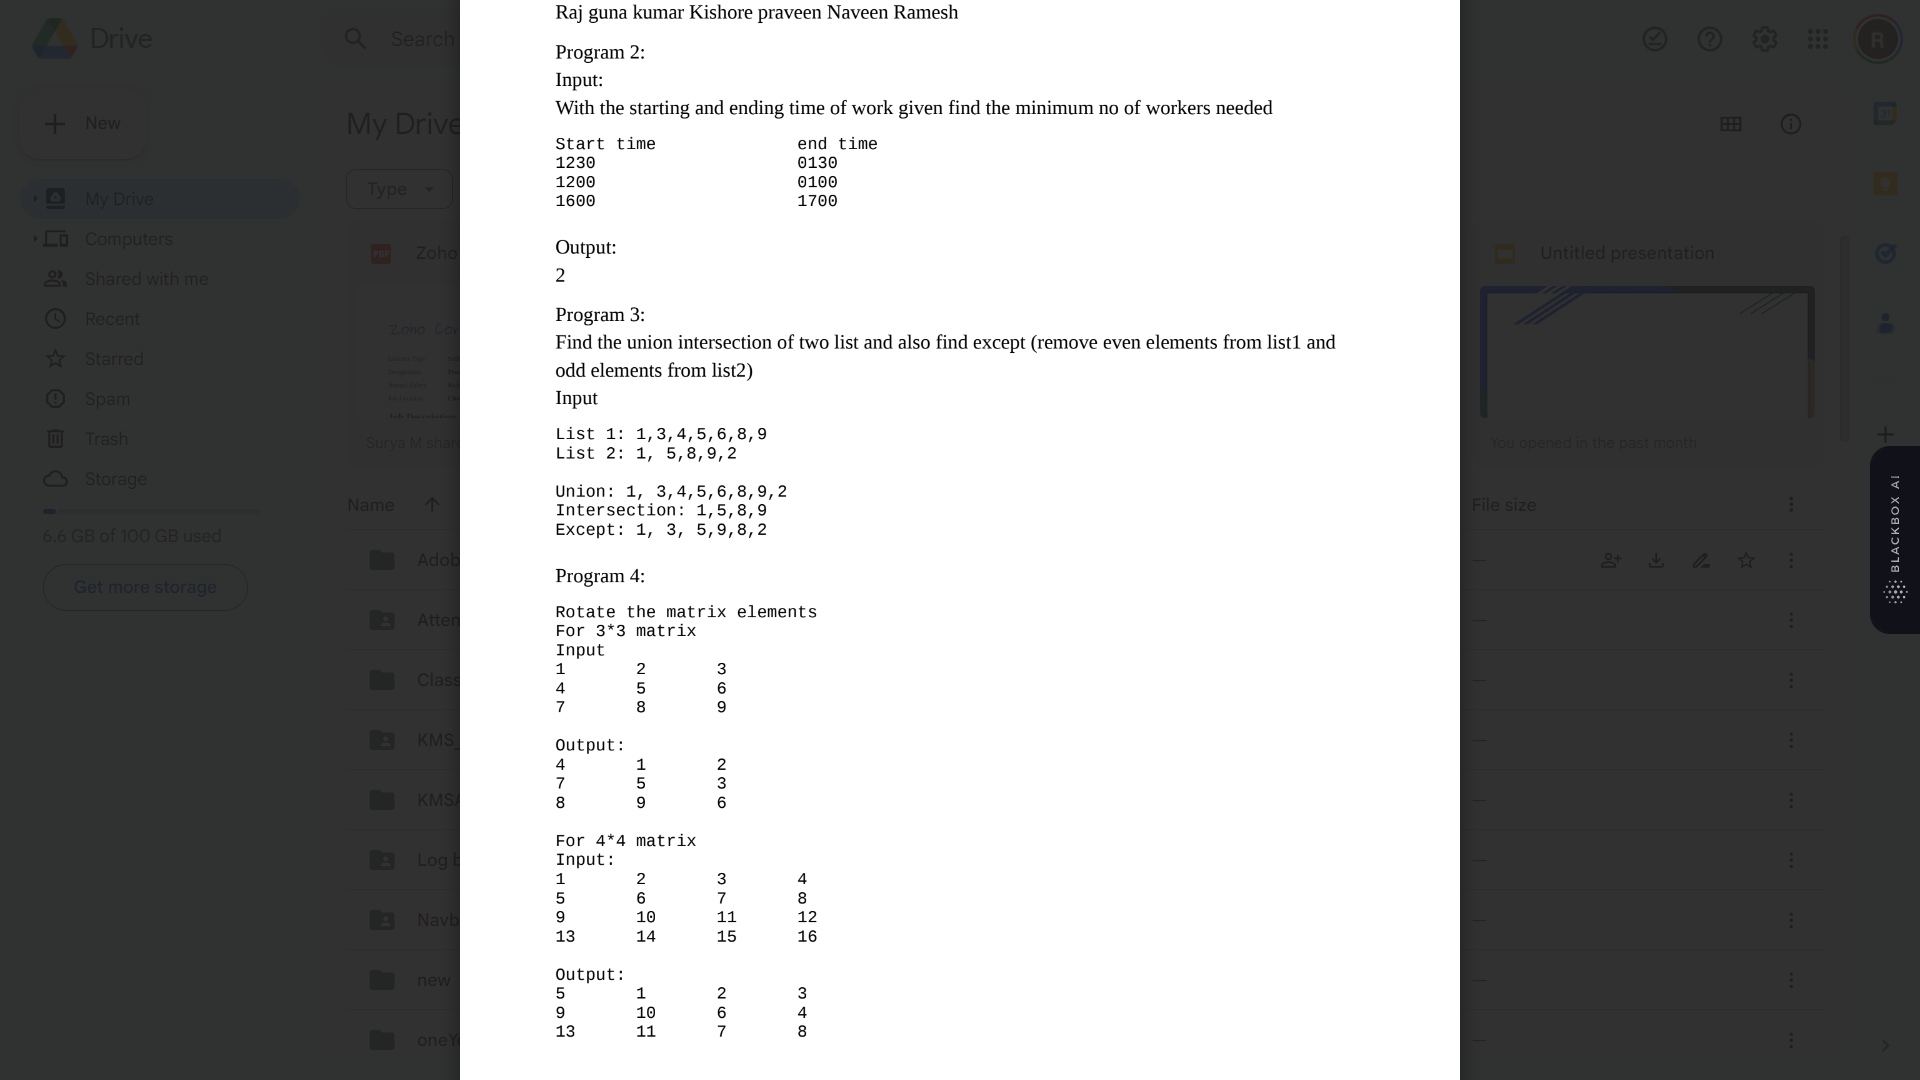 Raj guna kumar Kishore praveen Naveen Ramesh
Program 2:
Input:
With the starting and ending time of work given find the minimum no of workers needed
Start time end time
1230 0130
1200 0100
1600 1700
Output:
2
Program 3:
Find the union intersection of two list and also find except (remove even elements from list1 and
odd elements from list2)
Input
List 1: 1,3,4,5,6,8,9
List 2: 1, 5,8,9,2
Union: 1, 3,4,5,6,8,9,2
Intersection: 1,5,8,9
Except: 1, 3, 5,9,8,2
Program 4:
Rotate the matrix elements
For 3*3 matrix
Input
1 2 3
4 5 6
7 8 9
Output:
4 1 2
7 5 3
8 9 6
For 4*4 matrix
Input:
1 2 3 4
5 6 7 8
9 10 11 12
13 14 15 16
Output:
5 1 2 3
9 10 6 4
13 11 7 8
Drive
Search
New
My Drive
Computers
Shared with me
Recent
Starred
Spam
Trash
Storage
6.6 GB of 100 GB used
Get more storage
My Drive
Type
Zoho
Surya M shar
Name
Adob
Atten
Class
KMS_
KMSA
Log b
Navb
new
oneYe
R
Untitled presentation
You opened in the past month
File size
BLACKBOX AI